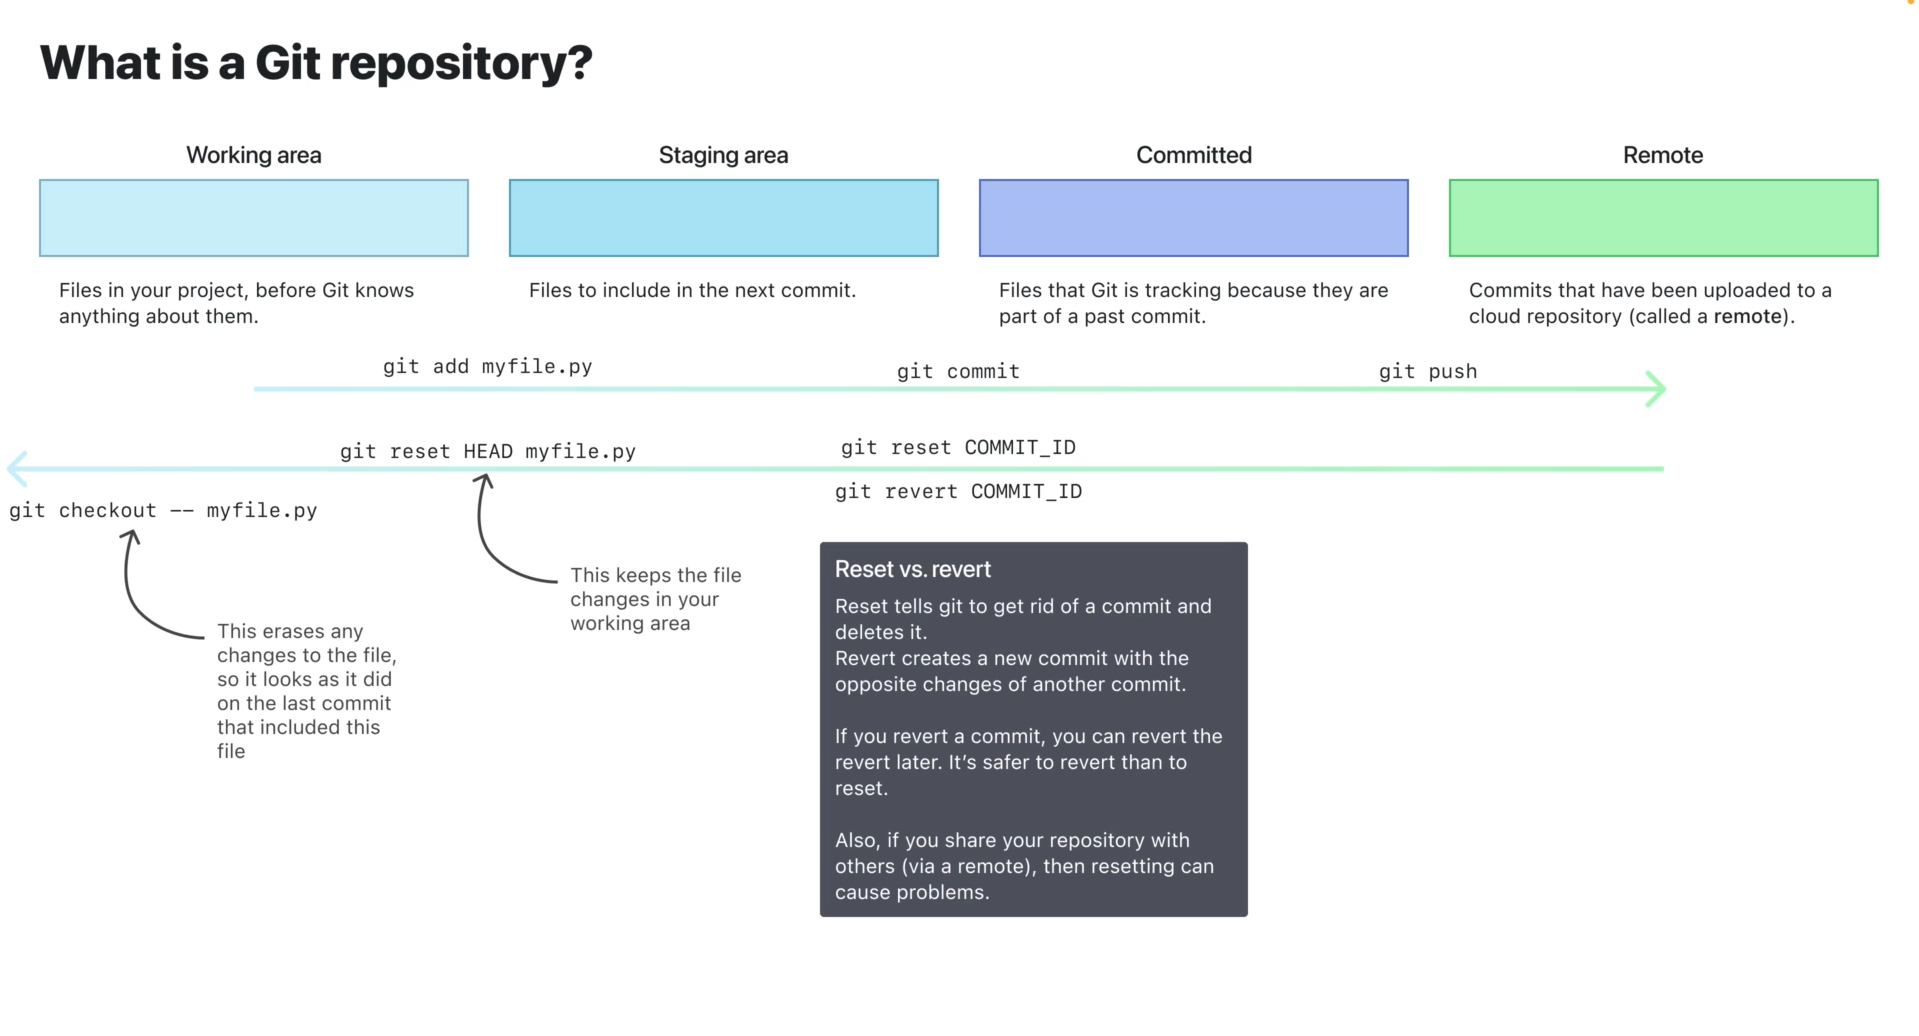 What is a Git repository?
Working area
Staging area
Committed
Remote
Files in your project, before Git knows
anything about them.
Files to include in the next commit.
Files that Git is tracking because they are
part of a past commit.
Commits that have been uploaded to a
cloud repository (called a remote).
git add myfile.py
git commit
git push
git reset HEAD myfile.py
git reset COMMIT_ID
git revert COMMIT_ID
git checkout -- myfile.py
This keeps the file
changes in your
working area
This erases any
changes to the file,
so it looks as it did
on the last commit
that included this
file
Reset vs. revert
Reset tells git to get rid of a commit and
deletes it.
Revert creates a new commit with the
opposite changes of another commit.
If you revert a commit, you can revert the
revert later. It’s safer to revert than to
reset.
Also, if you share your repository with
others (via a remote), then resetting can
cause problems.